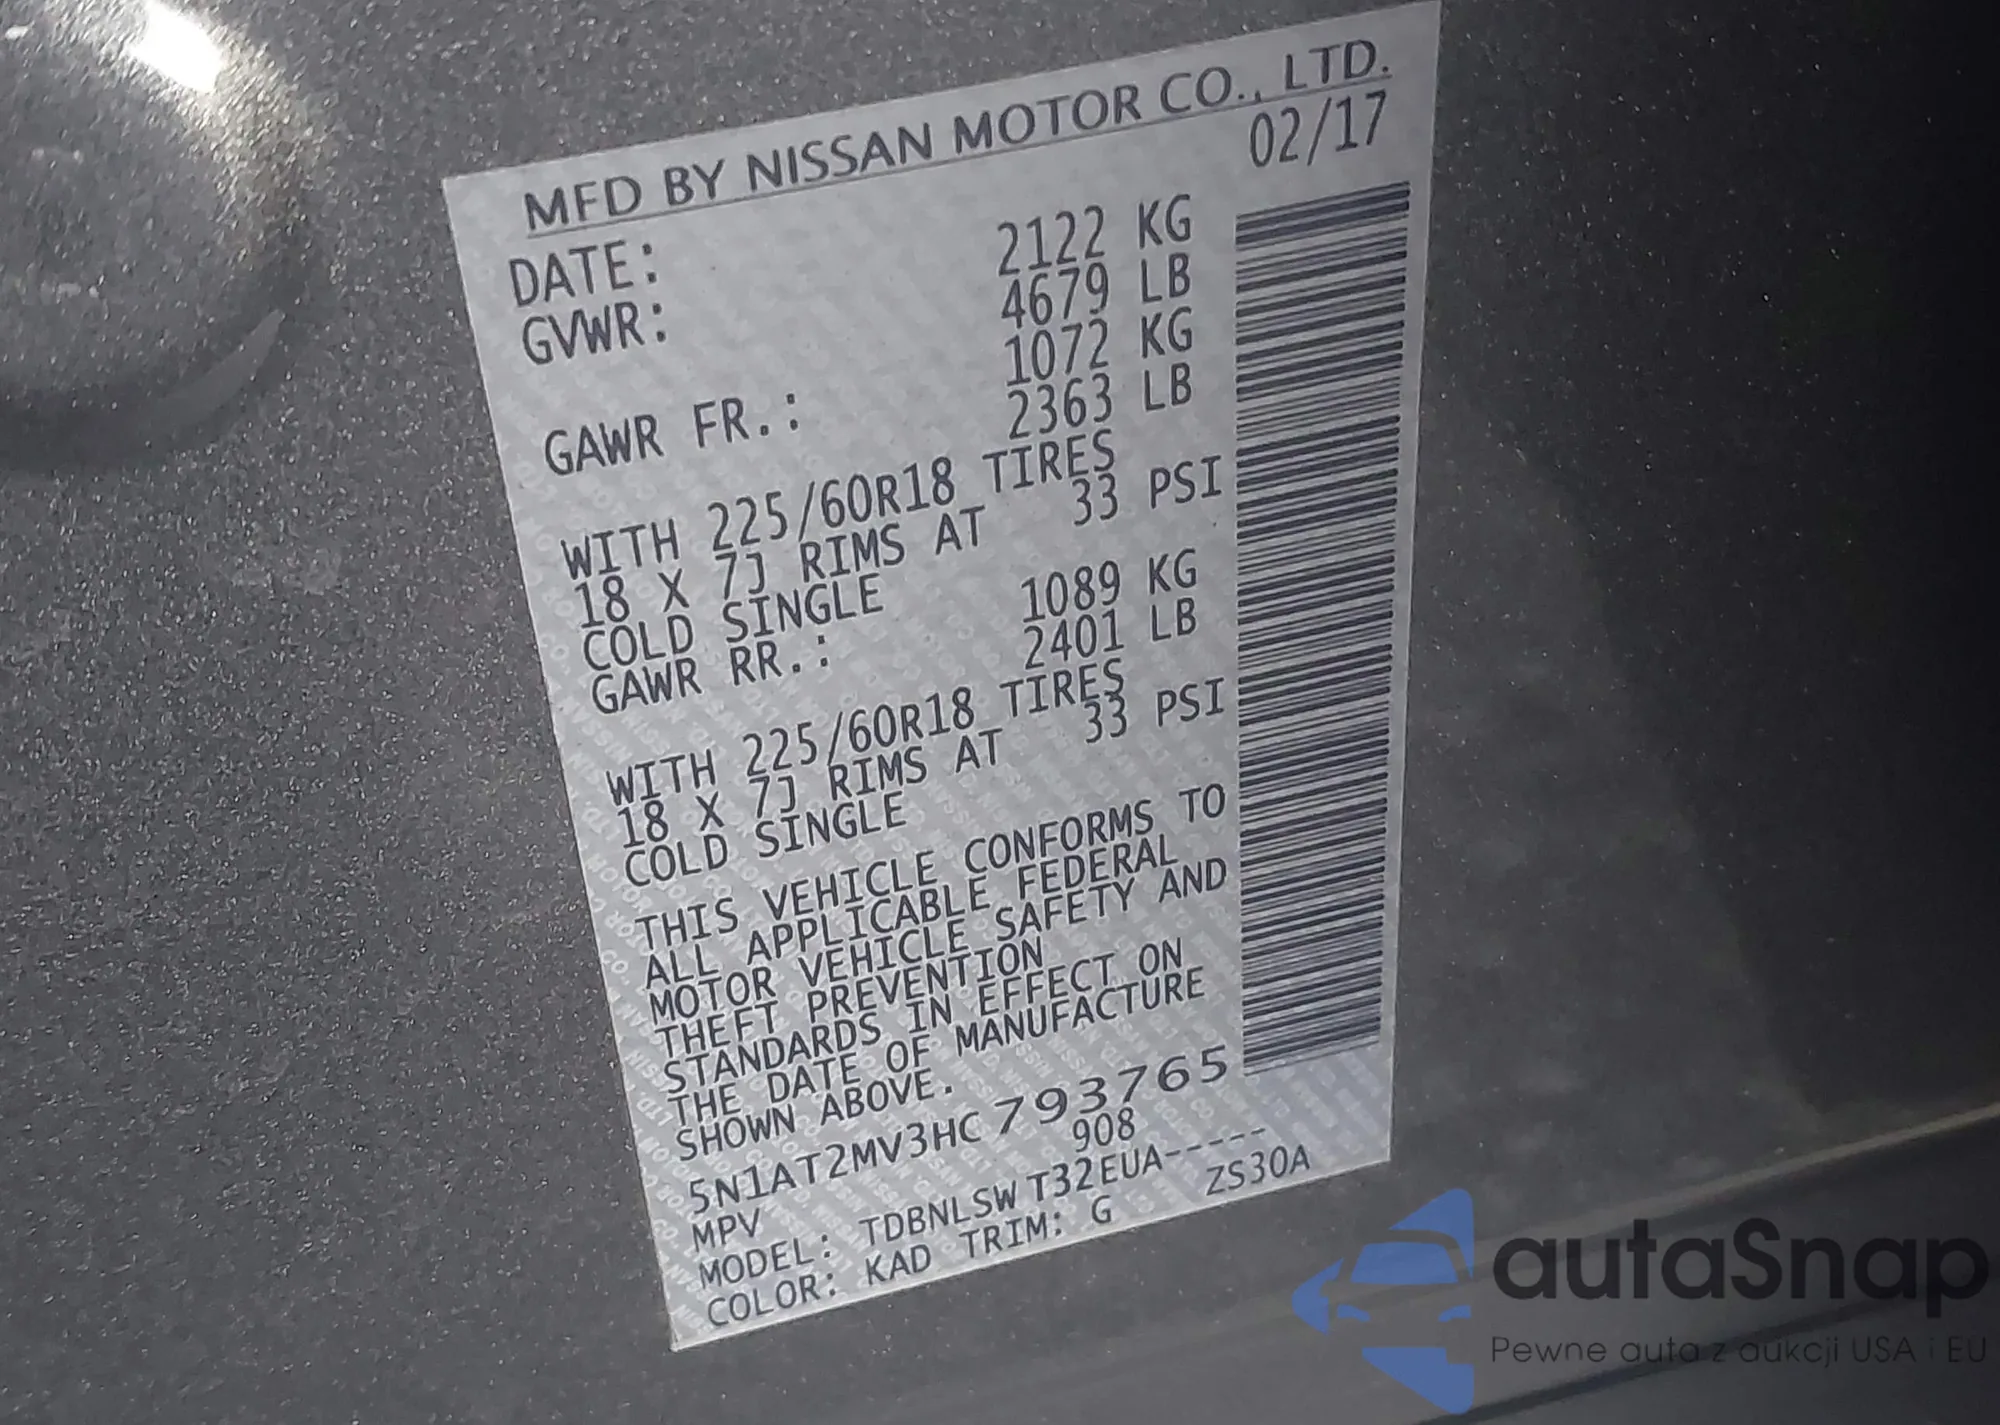 MFD BY NISSAN MOTOR CO., LTD.
DATE: 02/17
GVWR: 2122 KG
4679 LB
GAWR FR.: 1072 KG
2363 LB
WITH 225/60R18 TIRES
18 X 7J RIMS AT 33 PSI
COLD SINGLE
GAWR RR.: 1089 KG
2401 LB
WITH 225/60R18 TIRES
18 X 7J RIMS AT 33 PSI
COLD SINGLE
THIS VEHICLE CONFORMS TO
ALL APPLICABLE FEDERAL
MOTOR VEHICLE SAFETY AND
THEFT PREVENTION
STANDARDS IN EFFECT ON
THE DATE OF MANUFACTURE
SHOWN ABOVE.
5N1AT2MV3HC793765
MPV 908
MODEL: TDBNLSWT32EUA-----
COLOR: KAD TRIM: G ZS30A
autaSnap
Pewne auta z aukcji USA i EU